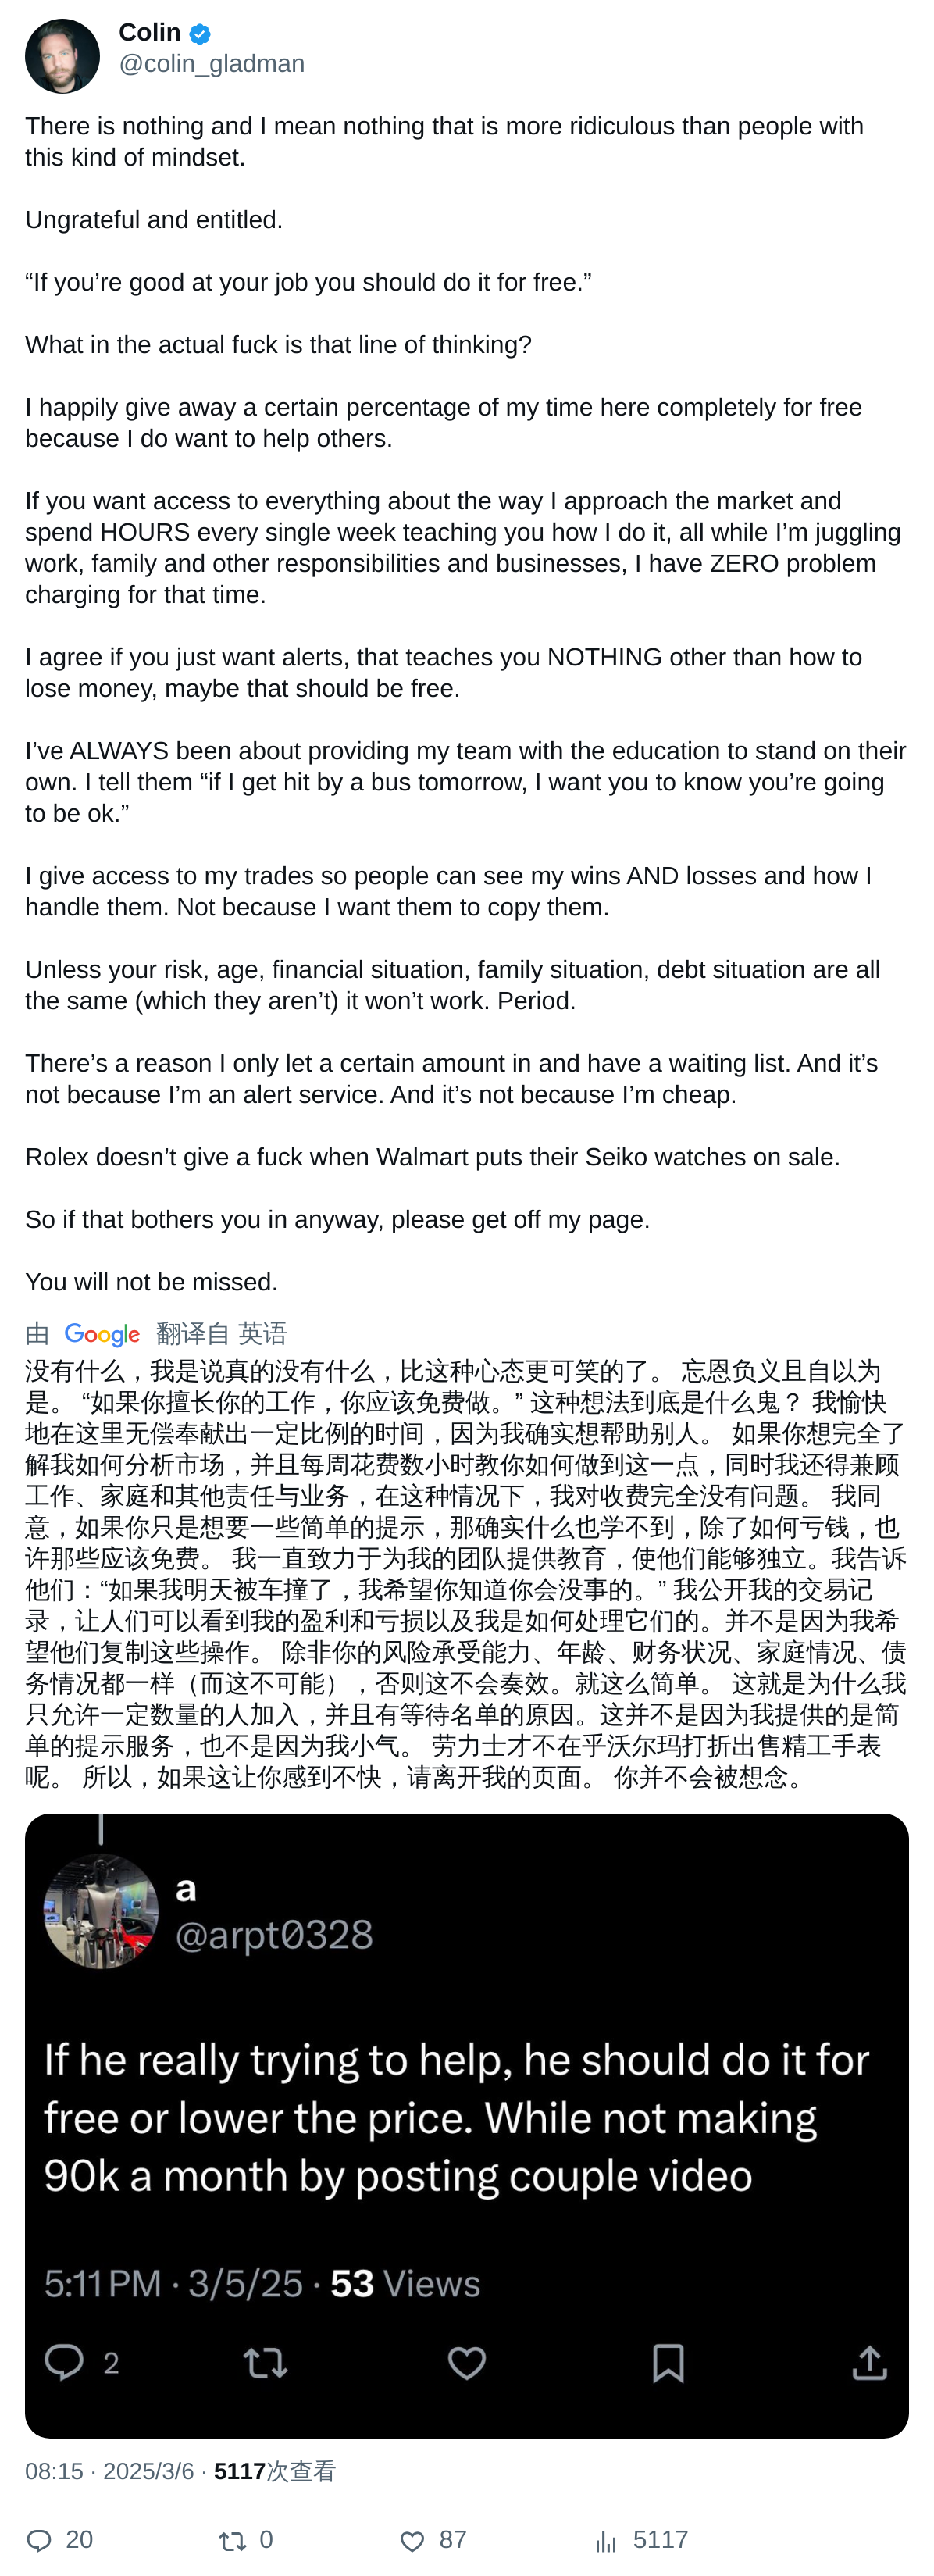 Colin
@colin_gladman
There is nothing and I mean nothing that is more ridiculous than people with
this kind of mindset.
Ungrateful and entitled.
“If you’re good at your job you should do it for free.”
What in the actual fuck is that line of thinking?
I happily give away a certain percentage of my time here completely for free
because I do want to help others.
If you want access to everything about the way I approach the market and
spend HOURS every single week teaching you how I do it, all while I’m juggling
work, family and other responsibilities and businesses, I have ZERO problem
charging for that time.
I agree if you just want alerts, that teaches you NOTHING other than how to
lose money, maybe that should be free.
I’ve ALWAYS been about providing my team with the education to stand on their
own. I tell them “if I get hit by a bus tomorrow, I want you to know you’re going
to be ok.”
I give access to my trades so people can see my wins AND losses and how I
handle them. Not because I want them to copy them.
Unless your risk, age, financial situation, family situation, debt situation are all
the same (which they aren’t) it won’t work. Period.
There’s a reason I only let a certain amount in and have a waiting list. And it’s
not because I’m an alert service. And it’s not because I’m cheap.
Rolex doesn’t give a fuck when Walmart puts their Seiko watches on sale.
So if that bothers you in anyway, please get off my page.
You will not be missed.
由 Google 翻译自 英语
没有什么，我是说真的没有什么，比这种心态更可笑的了。 忘恩负义且自以为
是。 “如果你擅长你的工作，你应该免费做。” 这种想法到底是什么鬼？ 我愉快
地在这里无偿奉献出一定比例的时间，因为我确实想帮助别人。 如果你想完全了
解我如何分析市场，并且每周花费数小时教你如何做到这一点，同时我还得兼顾
工作、家庭和其他责任与业务，在这种情况下，我对收费完全没有问题。 我同
意，如果你只是想要一些简单的提示，那确实什么也学不到，除了如何亏钱，也
许那些应该免费。 我一直致力于为我的团队提供教育，使他们能够独立。我告诉
他们：“如果我明天被车撞了，我希望你知道你会没事的。” 我公开我的交易记
录，让人们可以看到我的盈利和亏损以及我是如何处理它们的。并不是因为我希
望他们复制这些操作。 除非你的风险承受能力、年龄、财务状况、家庭情况、债
务情况都一样（而这不可能），否则这不会奏效。就这么简单。 这就是为什么我
只允许一定数量的人加入，并且有等待名单的原因。这并不是因为我提供的是简
单的提示服务，也不是因为我小气。 劳力士才不在乎沃尔玛打折出售精工手表
呢。 所以，如果这让你感到不快，请离开我的页面。 你并不会被想念。
a
@arpt0328
If he really trying to help, he should do it for
free or lower the price. While not making
90k a month by posting couple video
5:11 PM · 3/5/25 · 53 Views
2
08:15 · 2025/3/6 · 5117次查看
20 0 87 5117